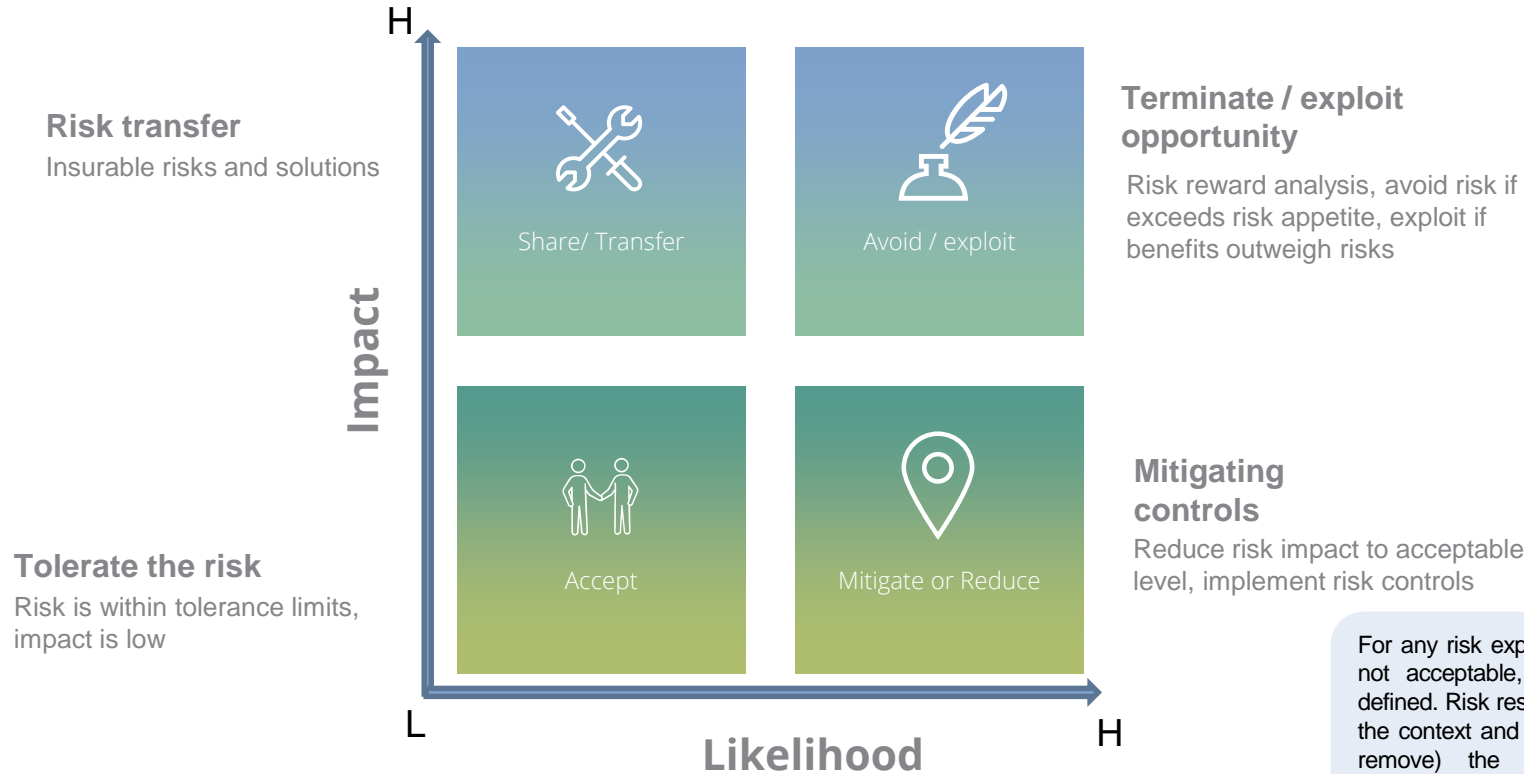 H
Risk transfer
Insurable risks and solutions
Share/ Transfer
Avoid / exploit
Terminate / exploit
opportunity
Risk reward analysis, avoid risk if
exceeds risk appetite, exploit if
benefits outweigh risks
Impact
Tolerate the risk
Risk is within tolerance limits,
impact is low
Accept
Mitigate or Reduce
Mitigating
controls
Reduce risk impact to acceptable
level, implement risk controls
L
Likelihood
H
For any risk exp
not acceptable,
defined. Risk res
the context and
remove) the